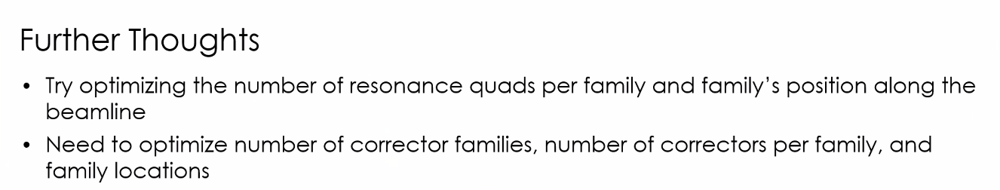 Further Thoughts
• Try optimizing the number of resonance quads per family and family’s position along the
beamline
• Need to optimize number of corrector families, number of correctors per family, and
family locations